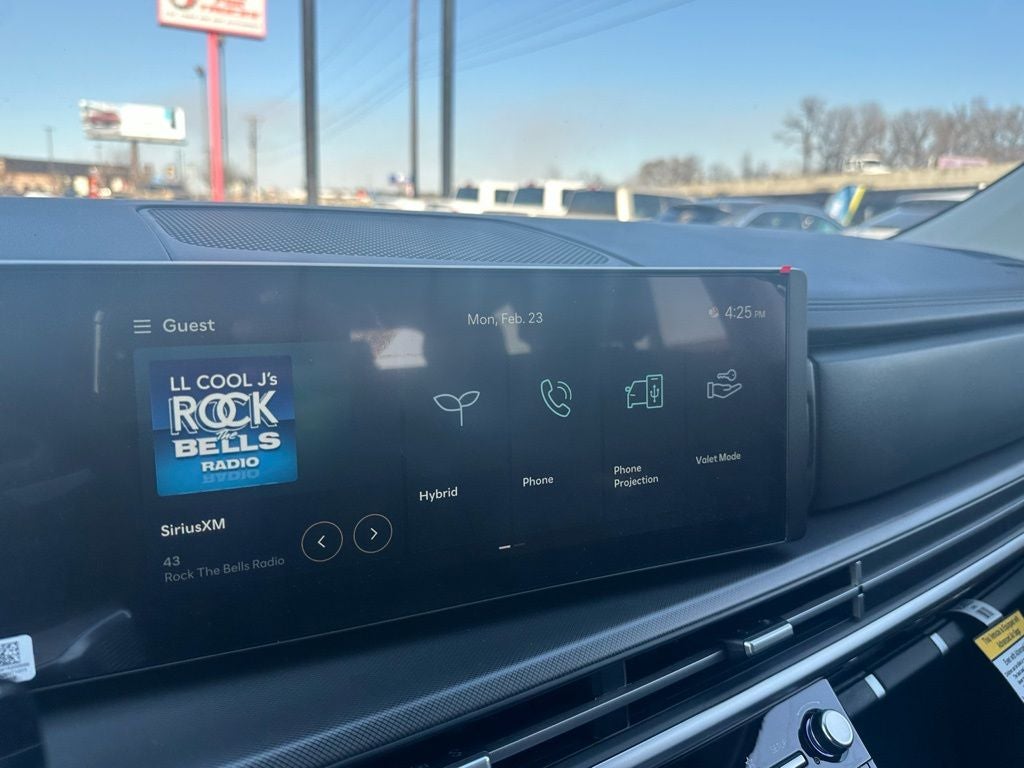 Guest
Mon, Feb. 23
4:25 PM
LL COOL J's
ROCK
The
BELLS
RADIO
SiriusXM
43
Rock The Bells Radio
Hybrid
Phone
Phone
Projection
Valet Mode